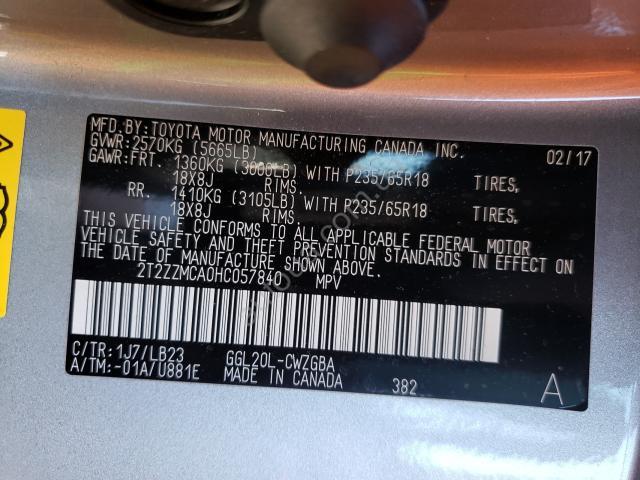 MFD.BY:TOYOTA MOTOR MANUFACTURING CANADA INC. 02/17
GVWR:2570KG (5665LB)
GAWR:FRT. 1360KG (3000LB) WITH P235/65R18 TIRES,
18X8J RIMS.
RR. 1410KG (3105LB) WITH P235/65R18 TIRES,
18X8J RIMS.
THIS VEHICLE CONFORMS TO ALL APPLICABLE FEDERAL MOTOR
VEHICLE SAFETY AND THEFT PREVENTION STANDARDS IN EFFECT ON
THE DATE OF MANUFACTURE SHOWN ABOVE.
2T2ZZMCA0HC057840 MPV
C/TR:1J7/LB23 GGL20L-CWZGBA
A/TM:-01A/U881E MADE IN CANADA 382 A